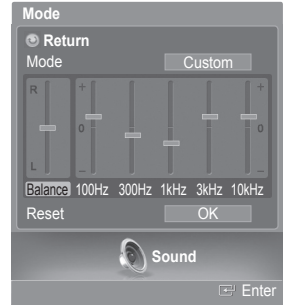 Mode
Return
Mode Custom
R + +
0 0
L - -
Balance 100Hz 300Hz 1kHz 3kHz 10kHz
Reset OK
Sound
Enter